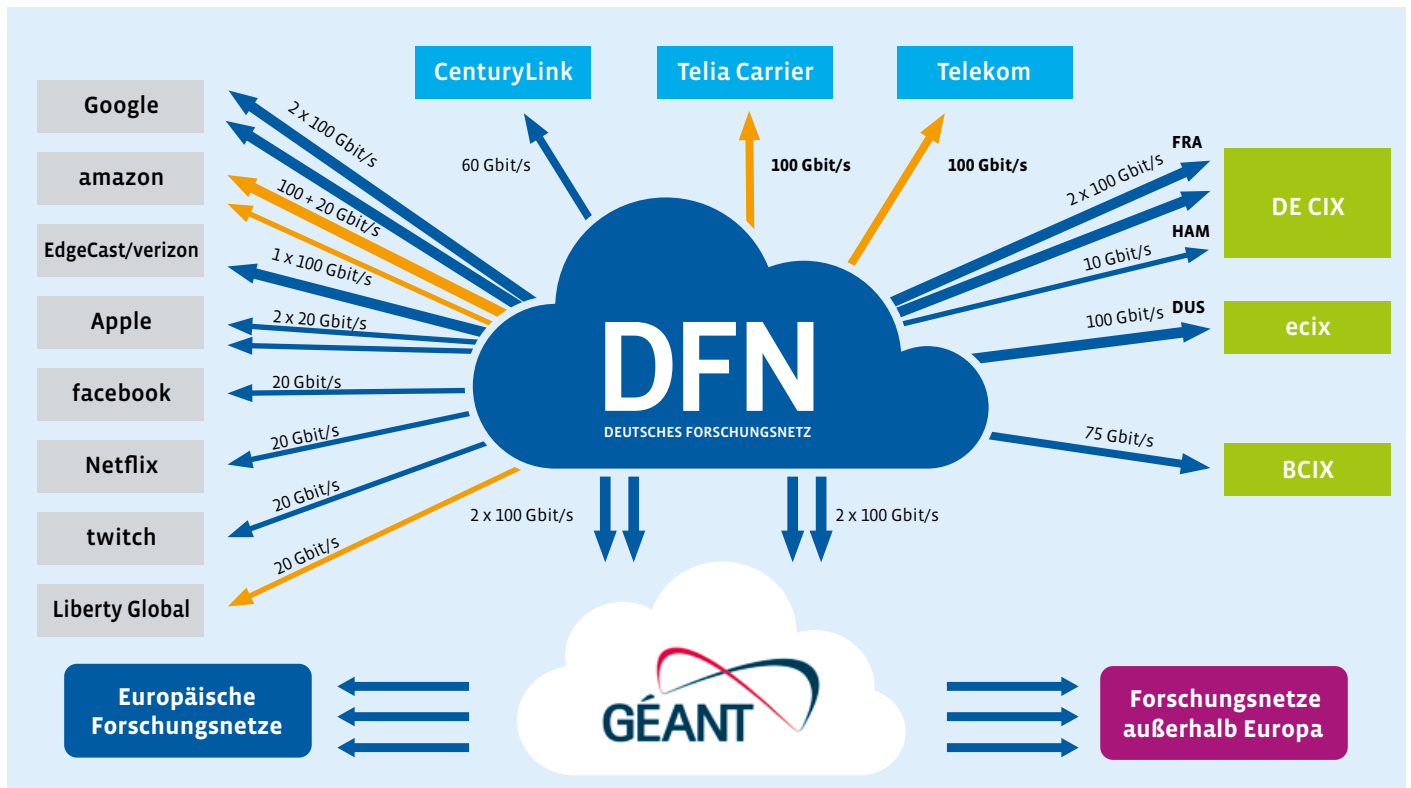 CenturyLink
Telia Carrier
Telekom
Google
amazon
EdgeCast/verizon
Apple
facebook
Netflix
twitch
Liberty Global
2 x 100 Gbit/s
100 + 20 Gbit/s
1 x 100 Gbit/s
2 x 20 Gbit/s
20 Gbit/s
20 Gbit/s
20 Gbit/s
20 Gbit/s
60 Gbit/s
100 Gbit/s
100 Gbit/s
FRA
2 x 100 Gbit/s
HAM
10 Gbit/s
DUS
100 Gbit/s
75 Gbit/s
DE CIX
ecix
BCIX
DFN
DEUTSCHES FORSCHUNGSNETZ
2 x 100 Gbit/s
2 x 100 Gbit/s
GÉANT
Europäische
Forschungsnetze
Forschungsnetze
außerhalb Europa